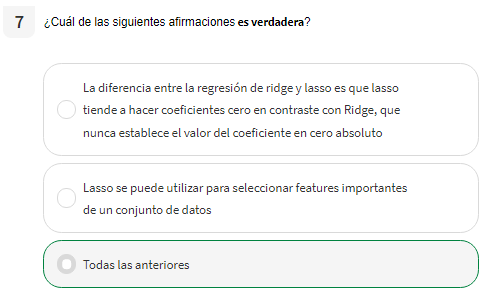 7 ¿Cuál de las siguientes afirmaciones es verdadera?
La diferencia entre la regresión de ridge y lasso es que lasso
tiende a hacer coeficientes cero en contraste con Ridge, que
nunca establece el valor del coeficiente en cero absoluto
Lasso se puede utilizar para seleccionar features importantes
de un conjunto de datos
Todas las anteriores